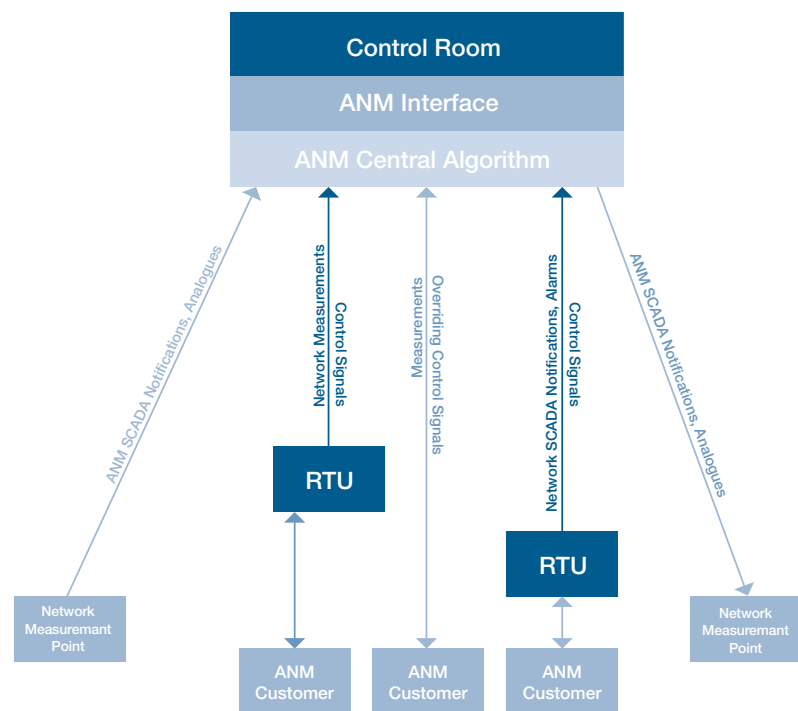 Control Room
ANM Interface
ANM Central Algorithm
ANM SCADA Notifications, Analogues
Network Measurements
Control Signals
Measurements
Overriding Control Signals
Network SCADA Notifications, Alarms
Control Signals
ANM SCADA Notifications, Analogues
RTU
RTU
Network
Measuremant
Point
ANM
Customer
ANM
Customer
ANM
Customer
Network
Measuremant
Point